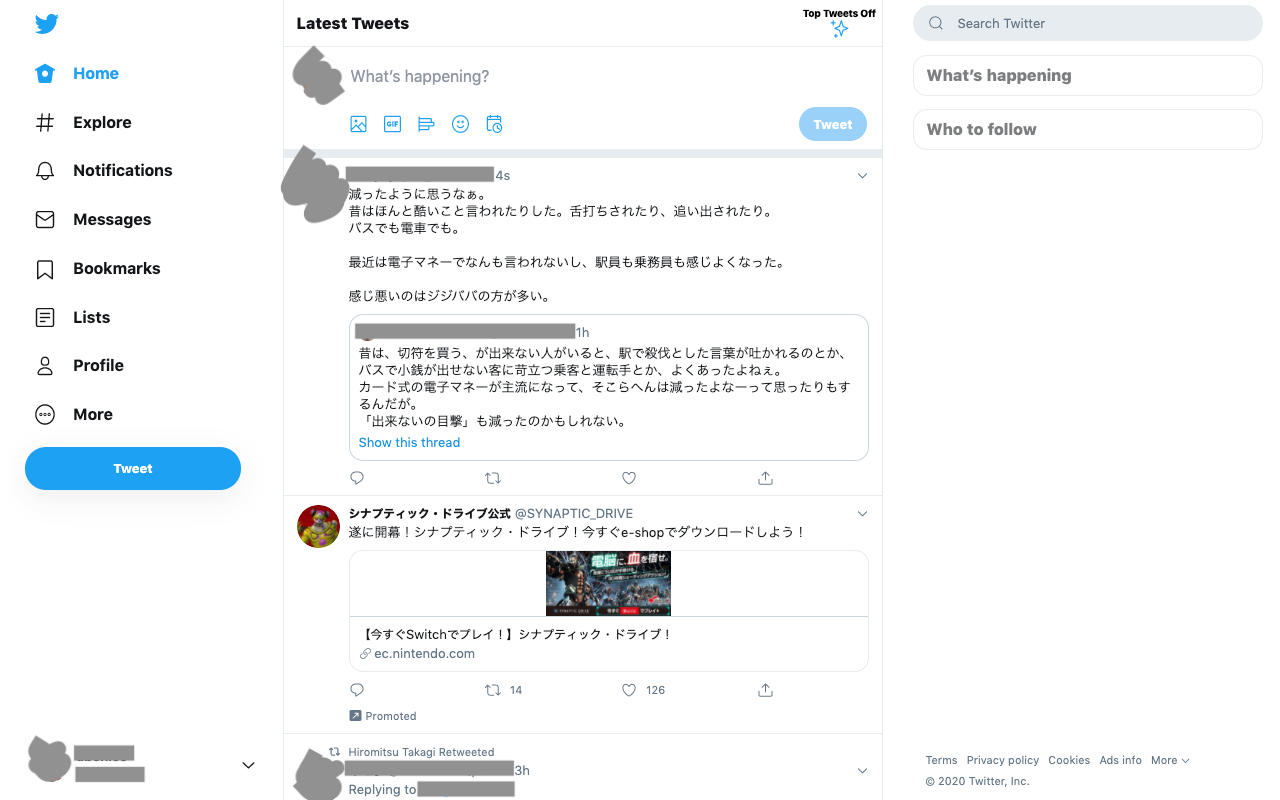 Home
Explore
Notifications
Messages
Bookmarks
Lists
Profile
More
Tweet
Latest Tweets
Top Tweets Off
What's happening?
GIF
Tweet
4s
減ったように思うなぁ。
昔はほんと酷いこと言われたりした。舌打ちされたり、追い出されたり。
バスでも電車でも。
最近は電子マネーでなんも言われないし、駅員も乗務員も感じよくなった。
感じ悪いのはジジババの方が多い。
1h
昔は、切符を買う、が出来ない人がいると、駅で殺伐とした言葉が吐かれるのとか、
バスで小銭が出せない客に苛立つ乗客と運転手とか、よくあったよねぇ。
カード式の電子マネーが主流になって、そこらへんは減ったよなーって思ったりもす
るんだが。
「出来ないの目撃」も減ったのかもしれない。
Show this thread
シナプティック・ドライブ公式 @SYNAPTIC_DRIVE
遂に開幕！シナプティック・ドライブ！今すぐe-shopでダウンロードしよう！
電脳に、血を宿せ。
【今すぐSwitchでプレイ！】シナプティック・ドライブ！
ec.nintendo.com
14
126
Promoted
Hiromitsu Takagi Retweeted
3h
Replying to
Search Twitter
What's happening
Who to follow
Terms Privacy policy Cookies Ads info More
© 2020 Twitter, Inc.